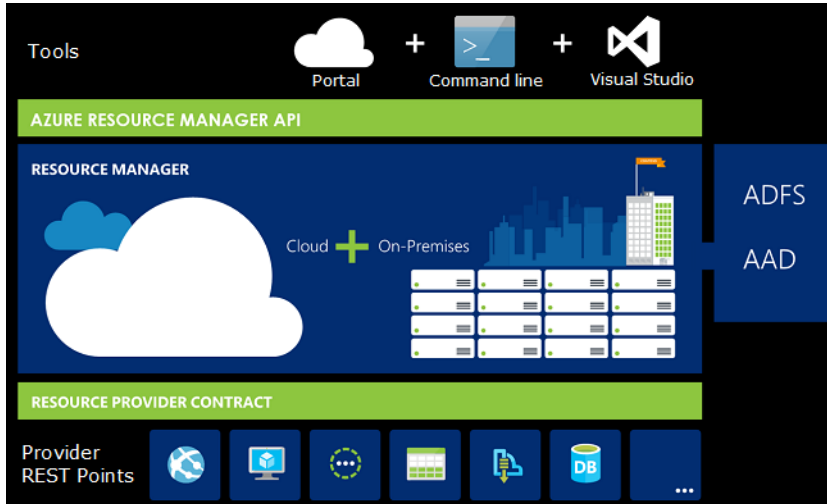 Tools
+
+
>_
Portal
Command line
Visual Studio
AZURE RESOURCE MANAGER API
RESOURCE MANAGER
ADFS
Cloud + On-Premises
AAD
RESOURCE PROVIDER CONTRACT
Provider
REST Points
DB
...